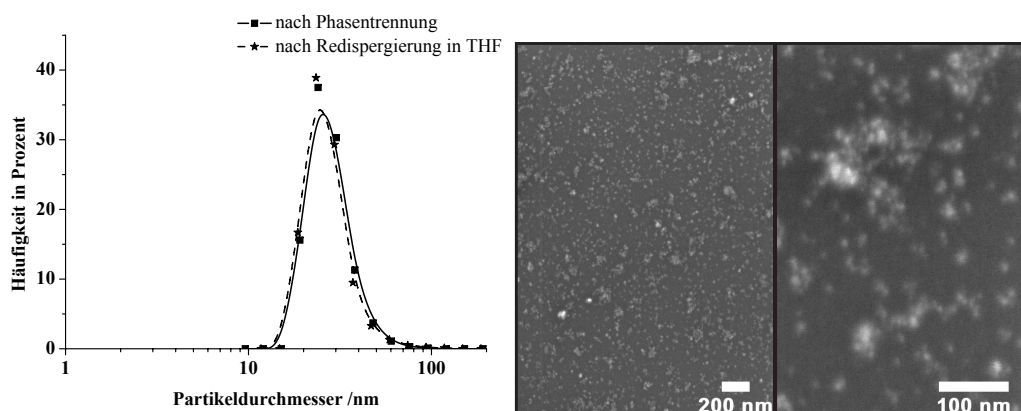 nach Phasentrennung
nach Redispergierung in THF
40
30
20
10
0
Häufigkeit in Prozent
1 10 100
Partikeldurchmesser /nm
200 nm
100 nm